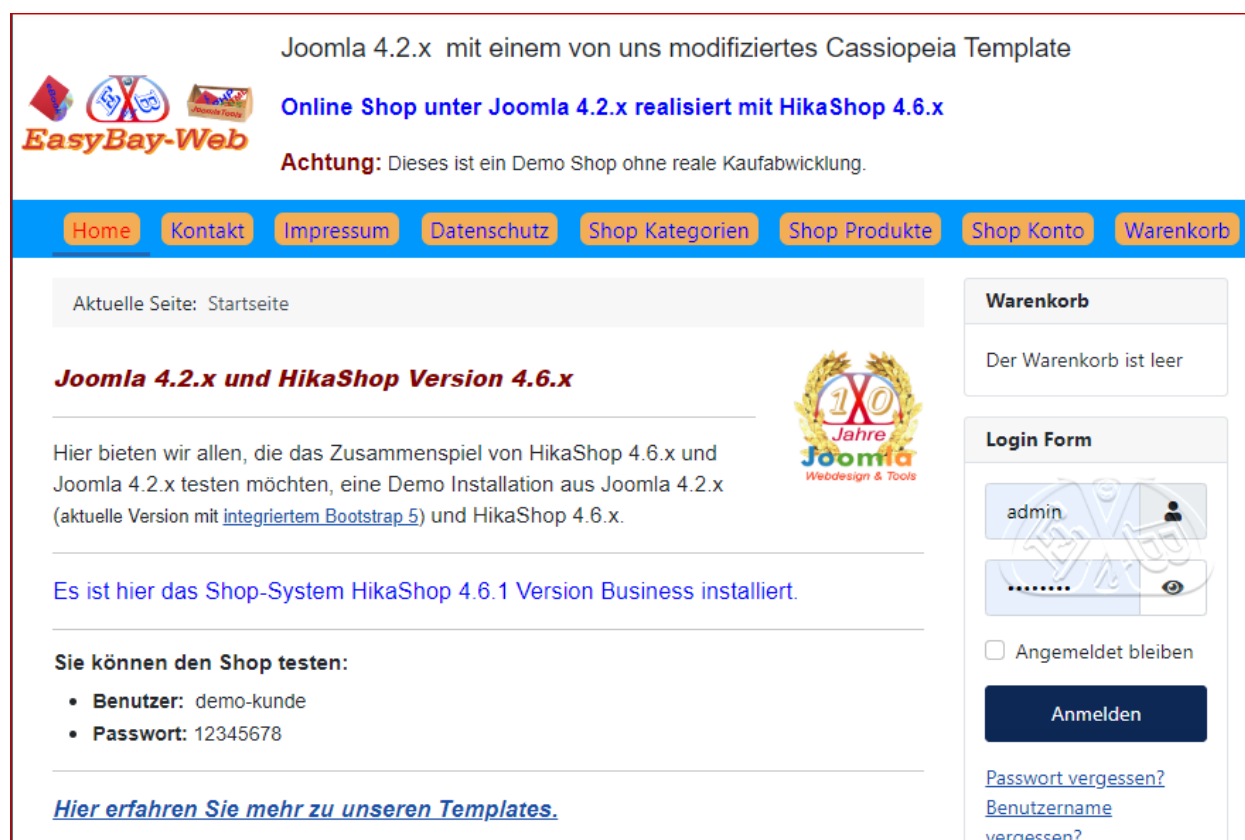 Joomla 4.2.x mit einem von uns modifiziertes Cassiopeia Template
Online Shop unter Joomla 4.2.x realisiert mit HikaShop 4.6.x
Achtung: Dieses ist ein Demo Shop ohne reale Kaufabwicklung.
EasyBay-Web
Home Kontakt Impressum Datenschutz Shop Kategorien Shop Produkte Shop Konto Warenkorb
Aktuelle Seite: Startseite
Joomla 4.2.x und HikaShop Version 4.6.x
10
Jahre
Joomla
Webdesign & Tools
Hier bieten wir allen, die das Zusammenspiel von HikaShop 4.6.x und
Joomla 4.2.x testen möchten, eine Demo Installation aus Joomla 4.2.x
(aktuelle Version mit integriertem Bootstrap 5) und HikaShop 4.6.x.
Es ist hier das Shop-System HikaShop 4.6.1 Version Business installiert.
Sie können den Shop testen:
• Benutzer: demo-kunde
• Passwort: 12345678
Hier erfahren Sie mehr zu unseren Templates.
Warenkorb
Der Warenkorb ist leer
Login Form
admin
••••••••
Angemeldet bleiben
Anmelden
Passwort vergessen?
Benutzername
vergessen?